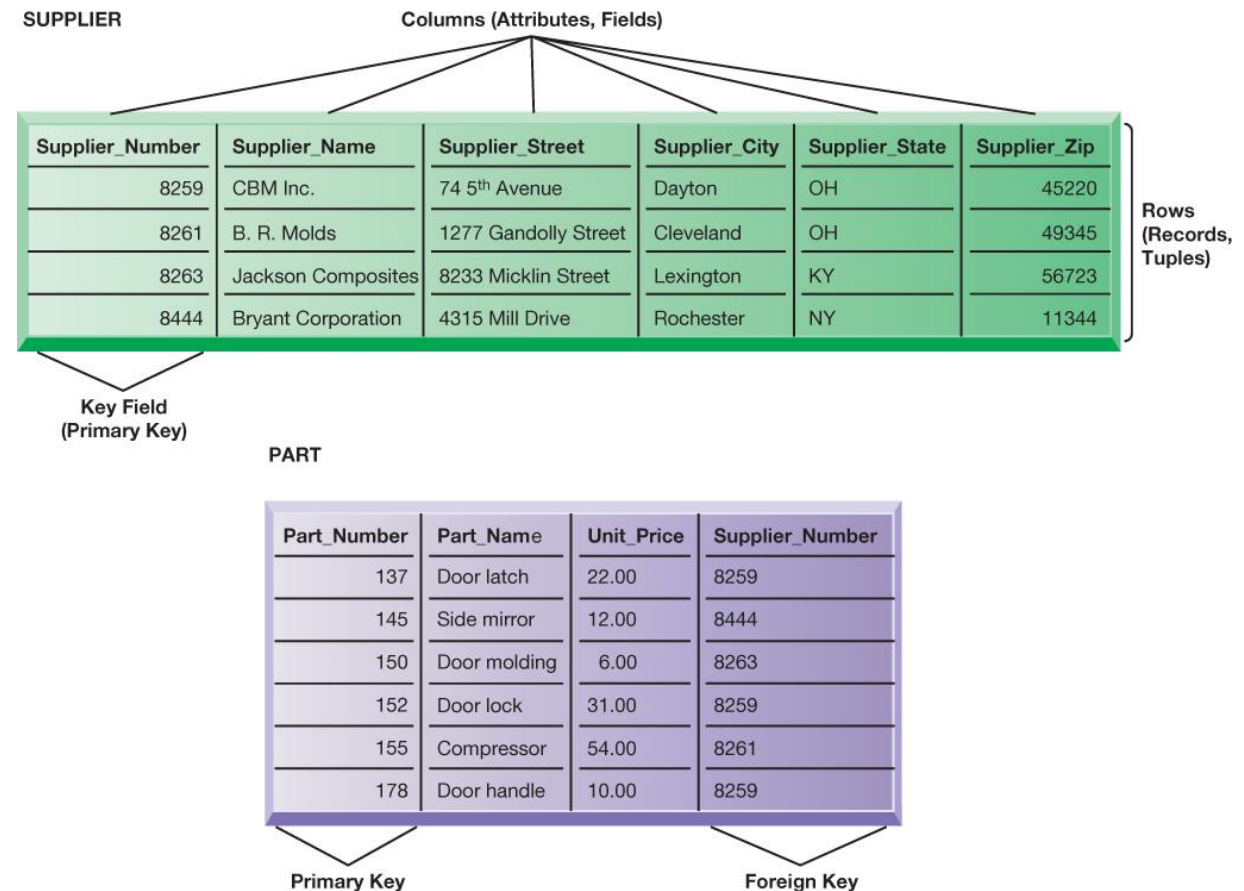 SUPPLIER
Columns (Attributes, Fields)
Supplier_Number Supplier_Name Supplier_Street Supplier_City Supplier_State Supplier_Zip
8259 CBM Inc. 74 5th Avenue Dayton OH 45220
8261 B. R. Molds 1277 Gandolly Street Cleveland OH 49345
8263 Jackson Composites 8233 Micklin Street Lexington KY 56723
8444 Bryant Corporation 4315 Mill Drive Rochester NY 11344
Rows
(Records,
Tuples)
Key Field
(Primary Key)
PART
Part_Number Part_Name Unit_Price Supplier_Number
137 Door latch 22.00 8259
145 Side mirror 12.00 8444
150 Door molding 6.00 8263
152 Door lock 31.00 8259
155 Compressor 54.00 8261
178 Door handle 10.00 8259
Primary Key Foreign Key